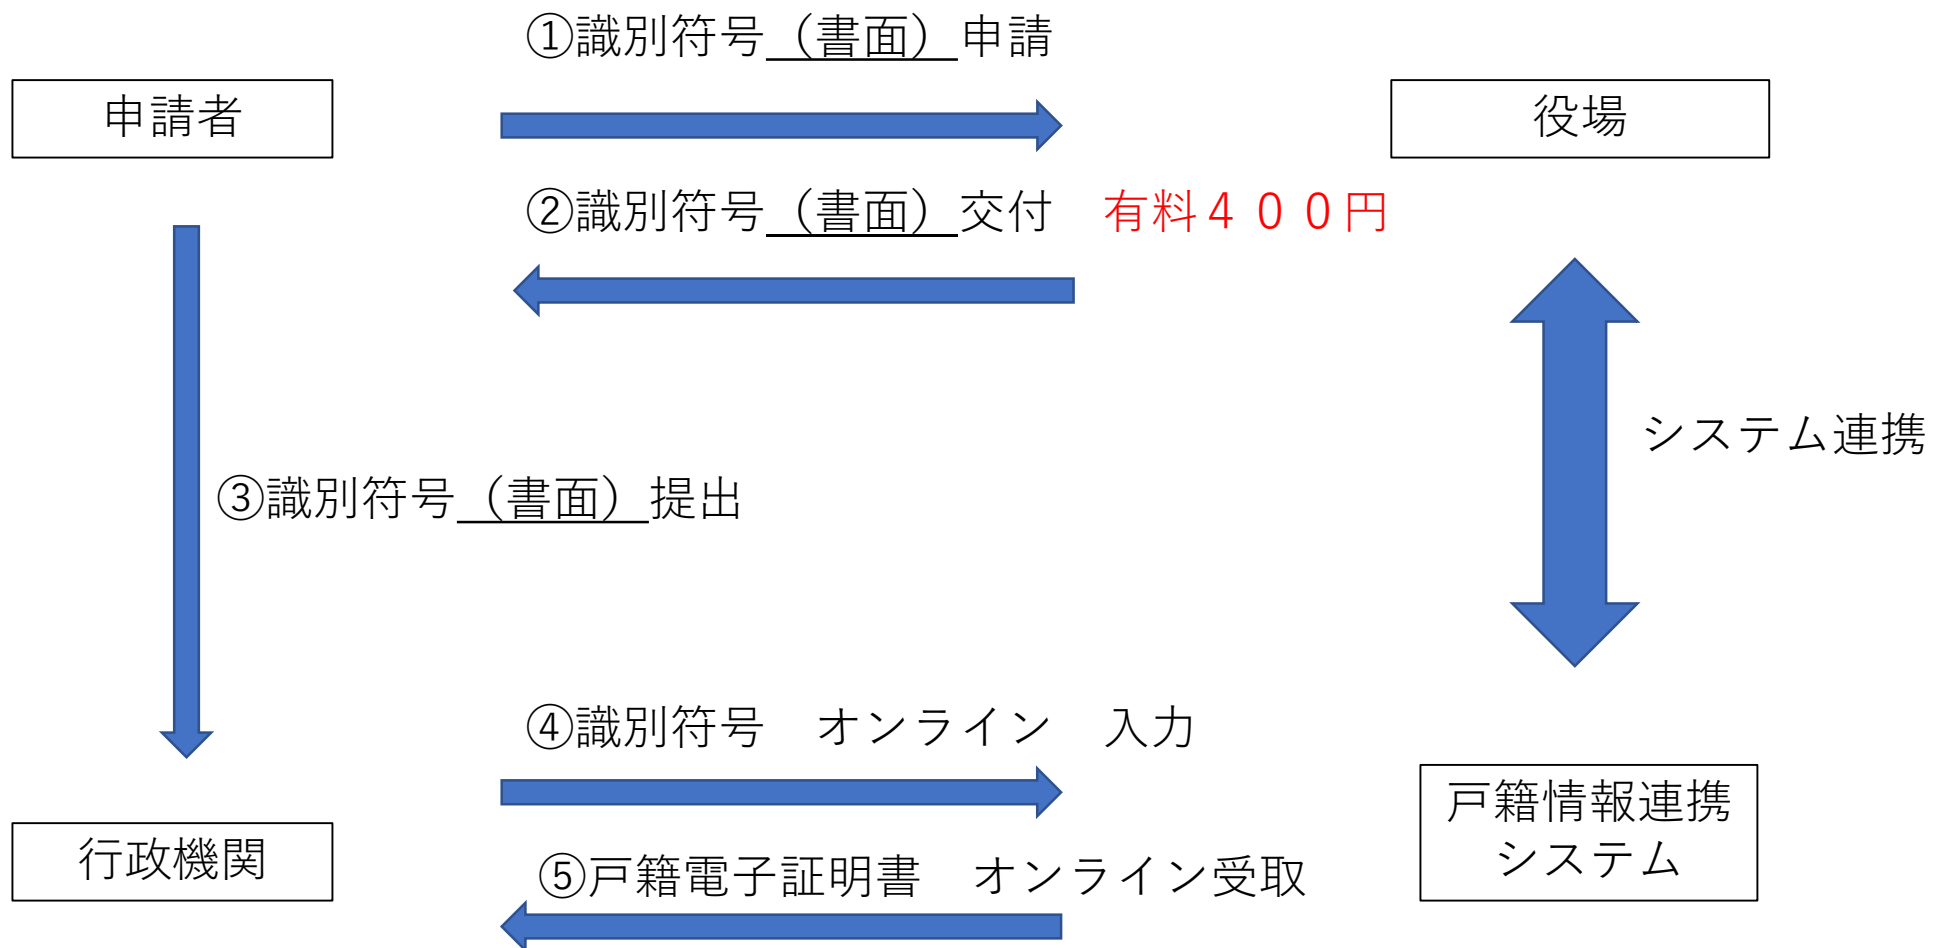 ①識別符号（書面）申請
申請者
役場
②識別符号（書面）交付　有料４００円
システム連携
③識別符号（書面）提出
④識別符号　オンライン　入力
戸籍情報連携
システム
行政機関
⑤戸籍電子証明書　オンライン受取